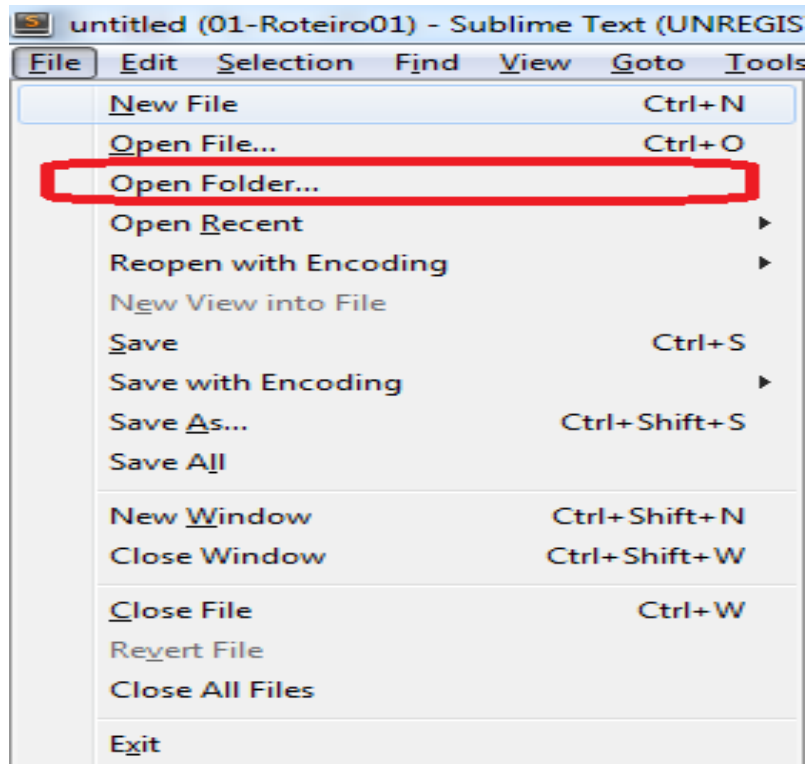 untitled (01-Roteiro01) - Sublime Text (UNREGIS
File Edit Selection Find View Goto Tools
New File Ctrl+N
Open File... Ctrl+O
Open Folder...
Open Recent
Reopen with Encoding
New View into File
Save Ctrl+S
Save with Encoding
Save As... Ctrl+Shift+S
Save All
New Window Ctrl+Shift+N
Close Window Ctrl+Shift+W
Close File Ctrl+W
Revert File
Close All Files
Exit